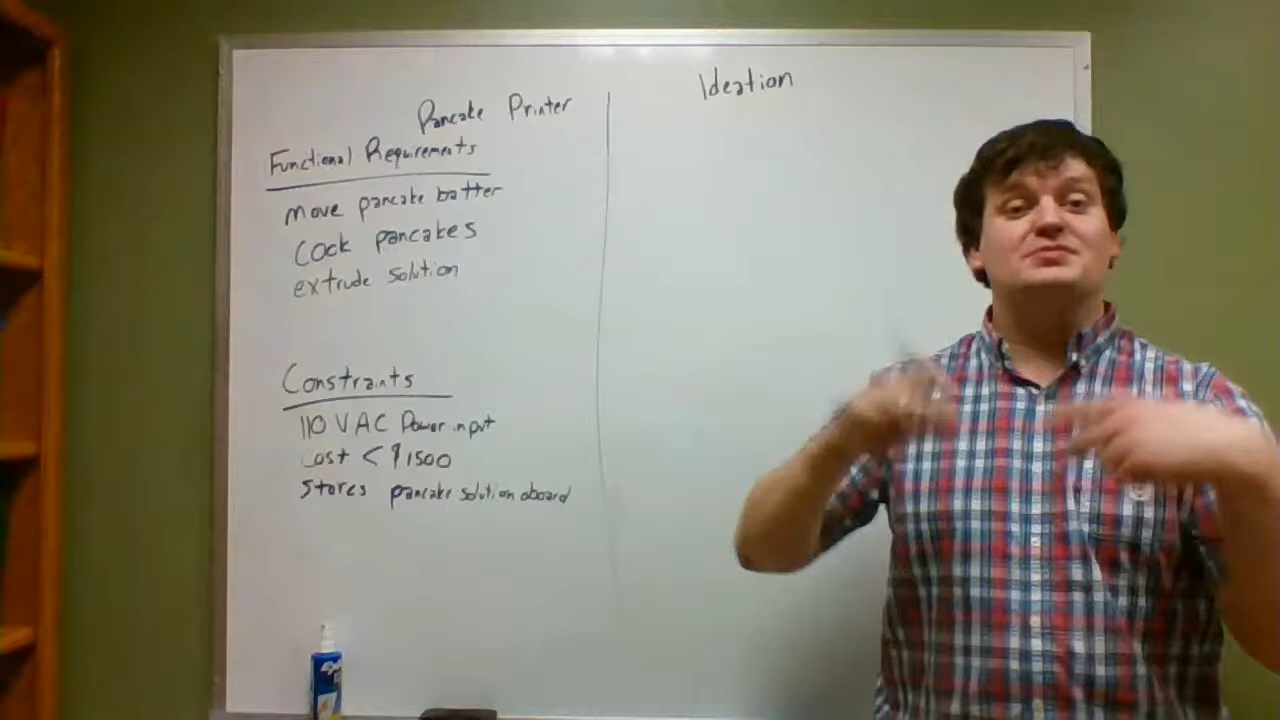 Pancake Printer
Functional Requirements
move pancake batter
Cook pancakes
extrude solution
Constraints
110 VAC Power input
Cost < $1500
stores pancake solution aboard
Ideation